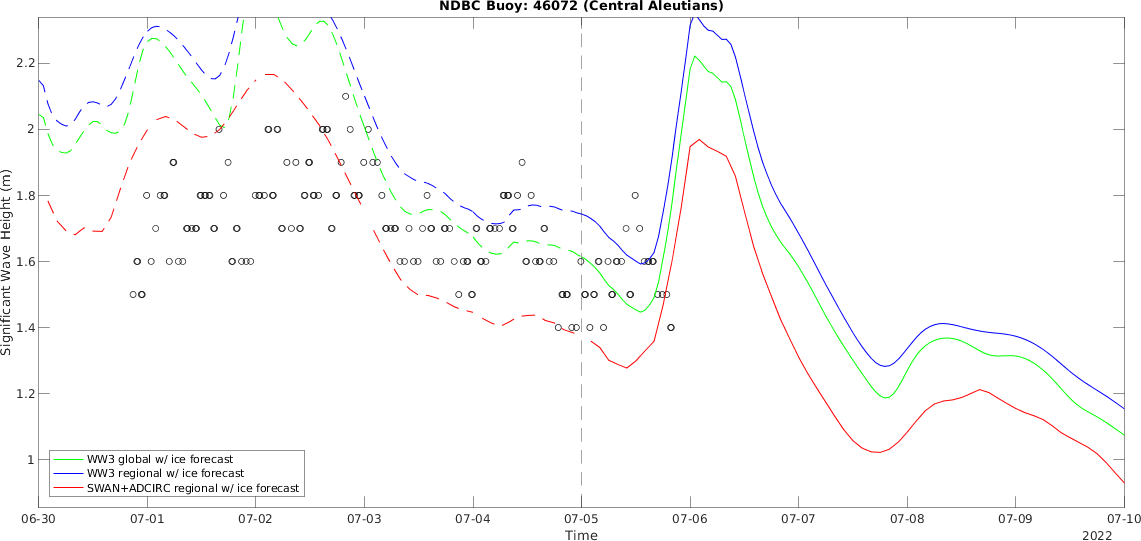 NDBC Buoy: 46072 (Central Aleutians)
Significant Wave Height (m)
2.2
2
1.8
1.6
1.4
1.2
1
WW3 global w/ ice forecast
WW3 regional w/ ice forecast
SWAN+ADCIRC regional w/ ice forecast
06-30 07-01 07-02 07-03 07-04 07-05 07-06 07-07 07-08 07-09 07-10
Time 2022